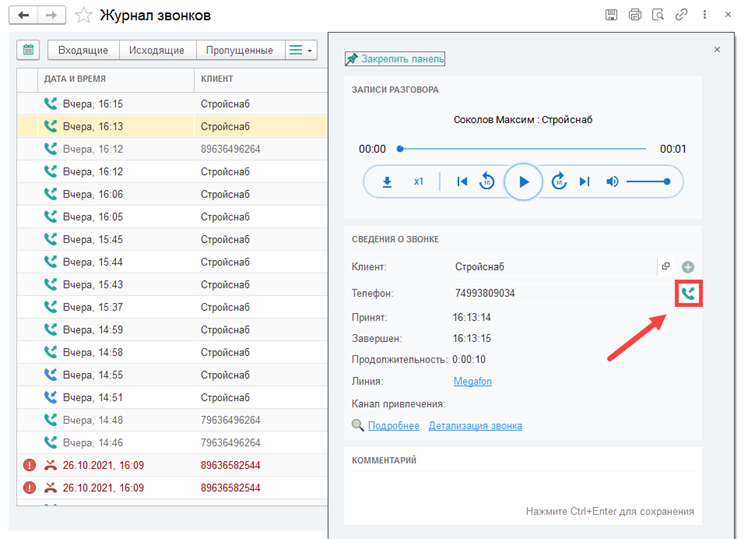 Журнал звонков
Входящие Исходящие Пропущенные
ДАТА И ВРЕМЯ КЛИЕНТ
Вчера, 16:15 Стройснаб
Вчера, 16:13 Стройснаб
Вчера, 16:12 89636496264
Вчера, 16:12 Стройснаб
Вчера, 16:06 Стройснаб
Вчера, 16:05 Стройснаб
Вчера, 15:45 Стройснаб
Вчера, 15:44 Стройснаб
Вчера, 15:43 Стройснаб
Вчера, 15:37 Стройснаб
Вчера, 14:59 Стройснаб
Вчера, 14:58 Стройснаб
Вчера, 14:55 Стройснаб
Вчера, 14:51 Стройснаб
Вчера, 14:48 79636496264
Вчера, 14:46 79636496264
26.10.2021, 16:09 89636582544
26.10.2021, 16:09 89636582544
Закрепить панель
ЗАПИСИ РАЗГОВОРА
Соколов Максим : Стройснаб
00:00 00:01
x1 10 10
СВЕДЕНИЯ О ЗВОНКЕ
Клиент: Стройснаб
Телефон: 74993809034
Принят: 16:13:14
Завершен: 16:13:15
Продолжительность: 0:00:10
Линия: Megafon
Канал привлечения:
Подробнее Детализация звонка
КОММЕНТАРИЙ
Нажмите Ctrl+Enter для сохранения